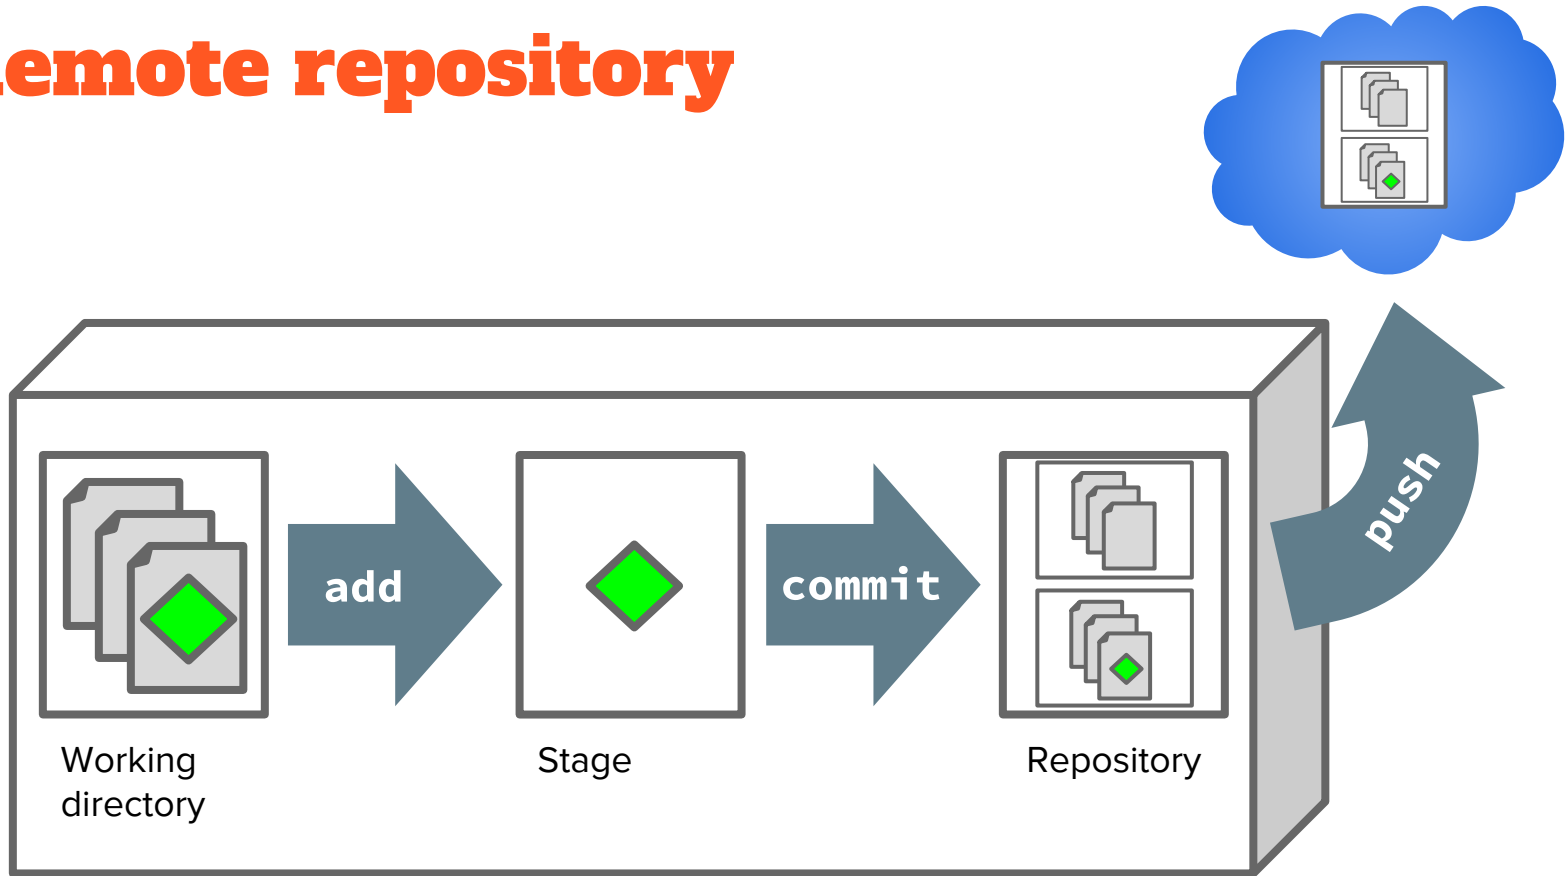 emote repository
add
commit
push
Working
directory
Stage
Repository